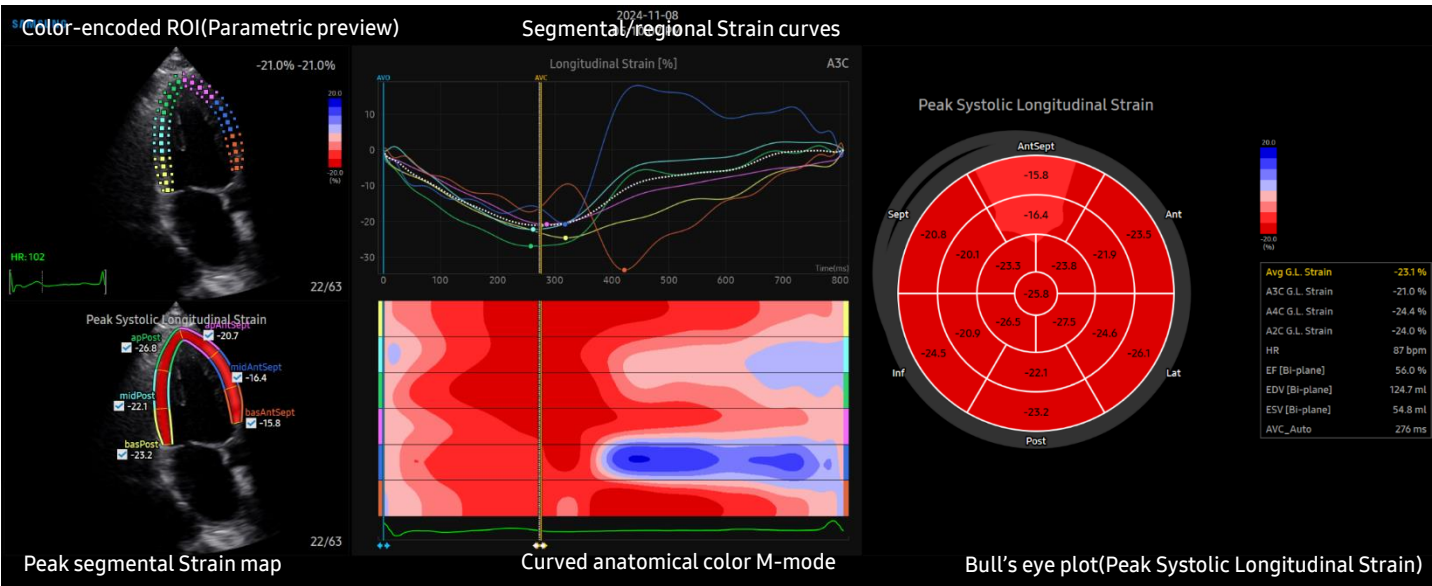 SAMSUNG
Color-encoded ROI(Parametric preview)
-21.0% -21.0%
20.0
-20.0
(%)
HR: 102
22/63
Peak Systolic Longitudinal Strain
apAntSept
-20.7
apPost
-26.8
midAntSept
-16.4
midPost
-22.1
basAntSept
-15.8
basPost
-23.2
22/63
Peak segmental Strain map
2024-11-08
Segmental/regional Strain curves
Longitudinal Strain [%]
A3C
AVO
AVC
10
0
-10
-20
-30
Time(ms)
0 100 200 300 400 500 600 700 800
Curved anatomical color M-mode
Peak Systolic Longitudinal Strain
AntSept
-15.8
Sept
-16.4
Ant
-20.8
-23.5
-20.1
-21.9
-23.3
-23.8
-25.8
-20.9
-26.5
-27.5
-24.6
-24.5
-26.1
Inf
-22.1
Lat
-23.2
Post
20.0
-20.0
(%)
Avg G.L. Strain -23.1 %
A3C G.L. Strain -21.0 %
A4C G.L. Strain -24.4 %
A2C G.L. Strain -24.0 %
HR 87 bpm
EF [Bi-plane] 56.0 %
EDV [Bi-plane] 124.7 ml
ESV [Bi-plane] 54.8 ml
AVC_Auto 276 ms
Bull's eye plot(Peak Systolic Longitudinal Strain)